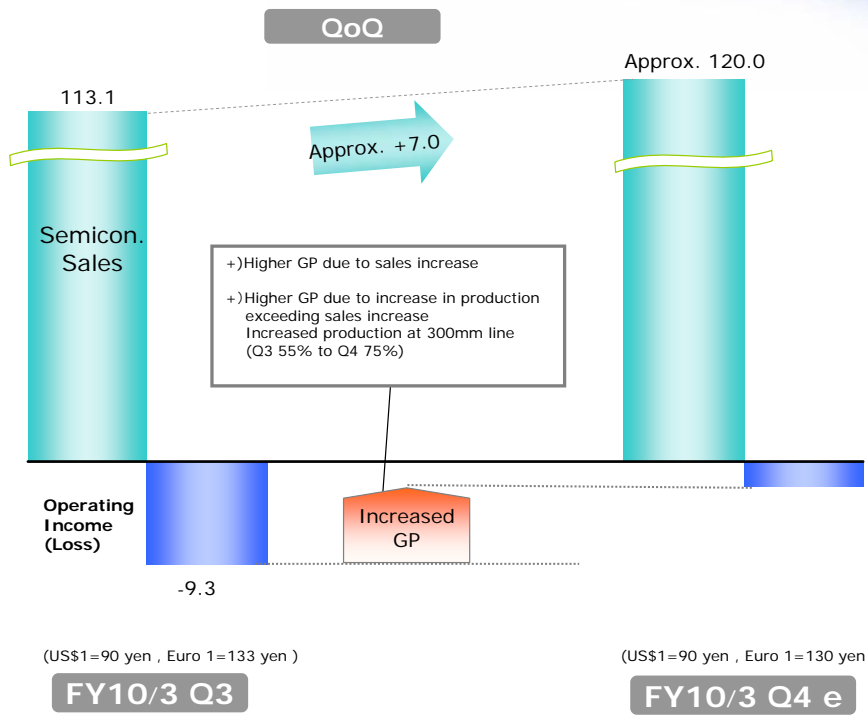 QoQ
Approx. 120.0
113.1
Approx. +7.0
Semicon.
Sales
+)Higher GP due to sales increase
+)Higher GP due to increase in production
exceeding sales increase
Increased production at 300mm line
(Q3 55% to Q4 75%)
Operating
Income
(Loss)
Increased
GP
-9.3
(US$1=90 yen , Euro 1=133 yen )
(US$1=90 yen , Euro 1=130 yen
FY10/3 Q3
FY10/3 Q4 e